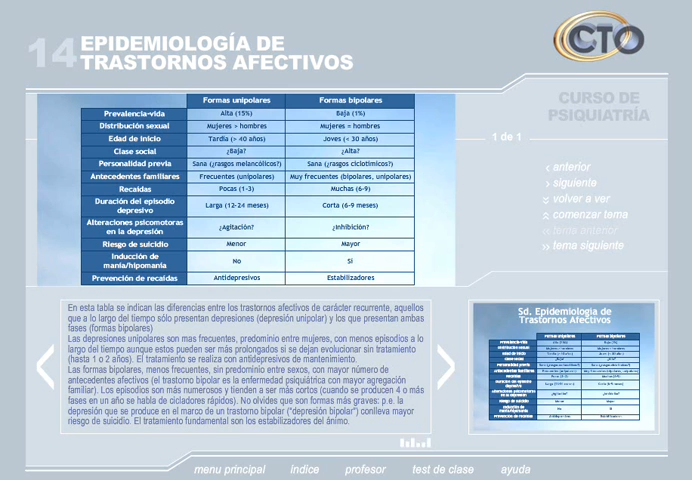 14
EPIDEMIOLOGÍA DE
TRASTORNOS AFECTIVOS
CTO
CURSO DE
PSIQUIATRÍA
1 de 1
anterior
siguiente
volver a ver
comenzar tema
tema anterior
tema siguiente
Formas unipolares Formas bipolares
Prevalencia-vida Alta (15%) Baja (1%)
Distribución sexual Mujeres > hombres Mujeres = hombres
Edad de inicio Tardía (> 40 años) Joves (< 30 años)
Clase social ¿Baja? ¿Alta?
Personalidad previa Sana (¿rasgos melancólicos?) Sana (¿rasgos ciclotímicos?)
Antecedentes familiares Frecuentes (unipolares) Muy frecuentes (bipolares, unipolares)
Recaídas Pocas (1-3) Muchas (6-9)
Duración del episodio
depresivo Larga (12-24 meses) Corta (6-9 meses)
Alteraciones psicomotoras
en la depresión ¿Agitación? ¿Inhibición?
Riesgo de suicidio Menor Mayor
Inducción de
manía/hipomanía No Sí
Prevención de recaídas Antidepresivos Estabilizadores
En esta tabla se indican las diferencias entre los trastornos afectivos de carácter recurrente, aquellos
que a lo largo del tiempo sólo presentan depresiones (depresión unipolar) y los que presentan ambas
fases (formas bipolares)
Las depresiones unipolares son mas frecuentes, predominio entre mujeres, con menos episodios a lo
largo del tiempo aunque estos pueden ser más prolongados si se dejan evolucionar sin tratamiento
(hasta 1 o 2 años). El tratamiento se realiza con antidepresivos de mantenimiento.
Las formas bipolares, menos frecuentes, sin predominio entre sexos, con mayor número de
antecedentes afectivos (el trastorno bipolar es la enfermedad psiquiátrica con mayor agregación
familiar). Los episodios son más numerosos y tienden a ser más cortos (cuando se producen 4 o más
fases en un año se habla de cicladores rápidos). No olvides que son formas más graves: p.e. la
depresión que se produce en el marco de un trastorno bipolar ("depresión bipolar") conlleva mayor
riesgo de suicidio. El tratamiento fundamental son los estabilizadores del ánimo.
Sd. Epidemiologia de
Trastornos Afectivos
menu principal índice profesor test de clase ayuda